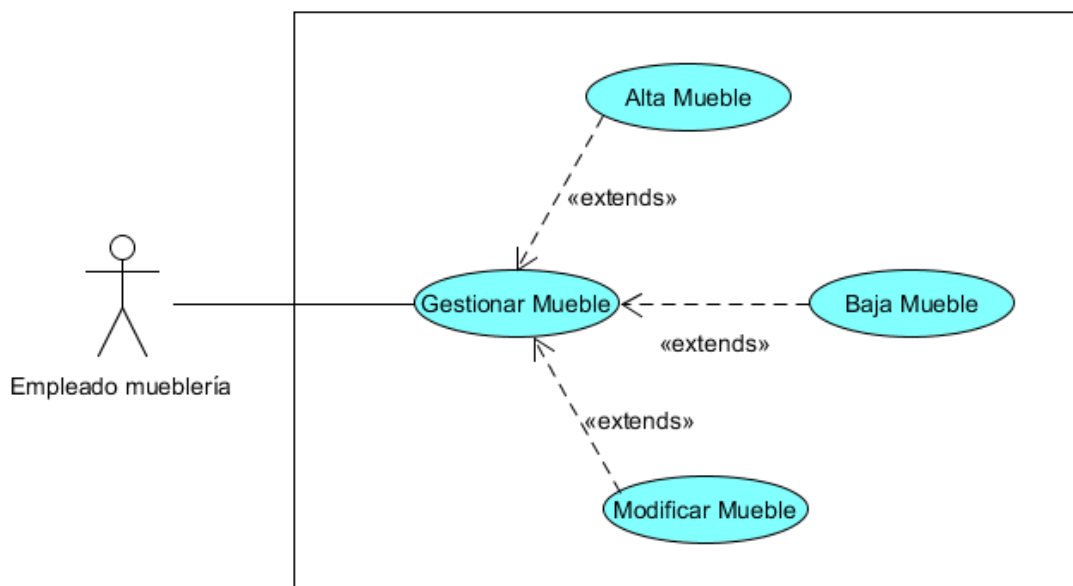 Alta Mueble
«extends»
Gestionar Mueble
Baja Mueble
«extends»
Empleado mueblería
«extends»
Modificar Mueble